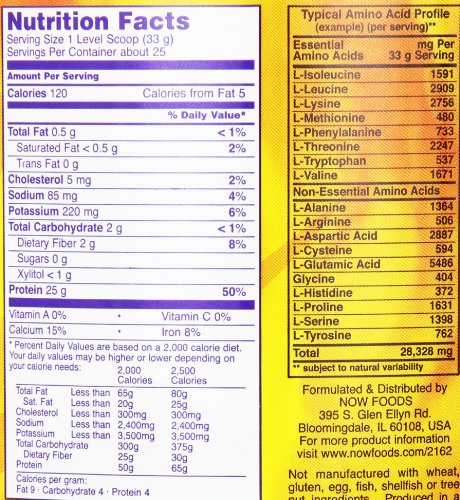 Nutrition Facts
Serving Size 1 Level Scoop (33 g)
Servings Per Container about 25
Amount Per Serving
Calories 120 Calories from Fat 5
% Daily Value*
Total Fat 0.5 g < 1%
Saturated Fat < 0.5 g 2%
Trans Fat 0 g
Cholesterol 5 mg 2%
Sodium 85 mg 4%
Potassium 220 mg 6%
Total Carbohydrate 2 g < 1%
Dietary Fiber 2 g 8%
Sugars 0 g
Xylitol < 1 g
Protein 25 g 50%
Vitamin A 0% • Vitamin C 0%
Calcium 15% • Iron 8%
* Percent Daily Values are based on a 2,000 calorie diet.
Your daily values may be higher or lower depending on
your calorie needs:
2,000 2,500
Calories Calories
Total Fat Less than 65g 80g
Sat. Fat Less than 20g 25g
Cholesterol Less than 300mg 300mg
Sodium Less than 2,400mg 2,400mg
Potassium Less than 3,500mg 3,500mg
Total Carbohydrate 300g 375g
Dietary Fiber 25g 30g
Protein 50g 65g
Calories per gram:
Fat 9 • Carbohydrate 4 • Protein 4
Typical Amino Acid Profile
(example) (per serving)**
Essential mg Per
Amino Acids 33 g Serving
L-Isoleucine 1591
L-Leucine 2909
L-Lysine 2756
L-Methionine 480
L-Phenylalanine 733
L-Threonine 2247
L-Tryptophan 537
L-Valine 1671
Non-Essential Amino Acids
L-Alanine 1364
L-Arginine 506
L-Aspartic Acid 2887
L-Cysteine 594
L-Glutamic Acid 5486
Glycine 404
L-Histidine 372
L-Proline 1631
L-Serine 1398
L-Tyrosine 762
Total 28,328 mg
** subject to natural variability
Formulated & Distributed by
NOW FOODS
395 S. Glen Ellyn Rd.
Bloomingdale, IL 60108, USA
For more product information
visit www.nowfoods.com/2162
Not manufactured with wheat,
gluten, egg, fish, shellfish or tree
nut ingredients. Produced in